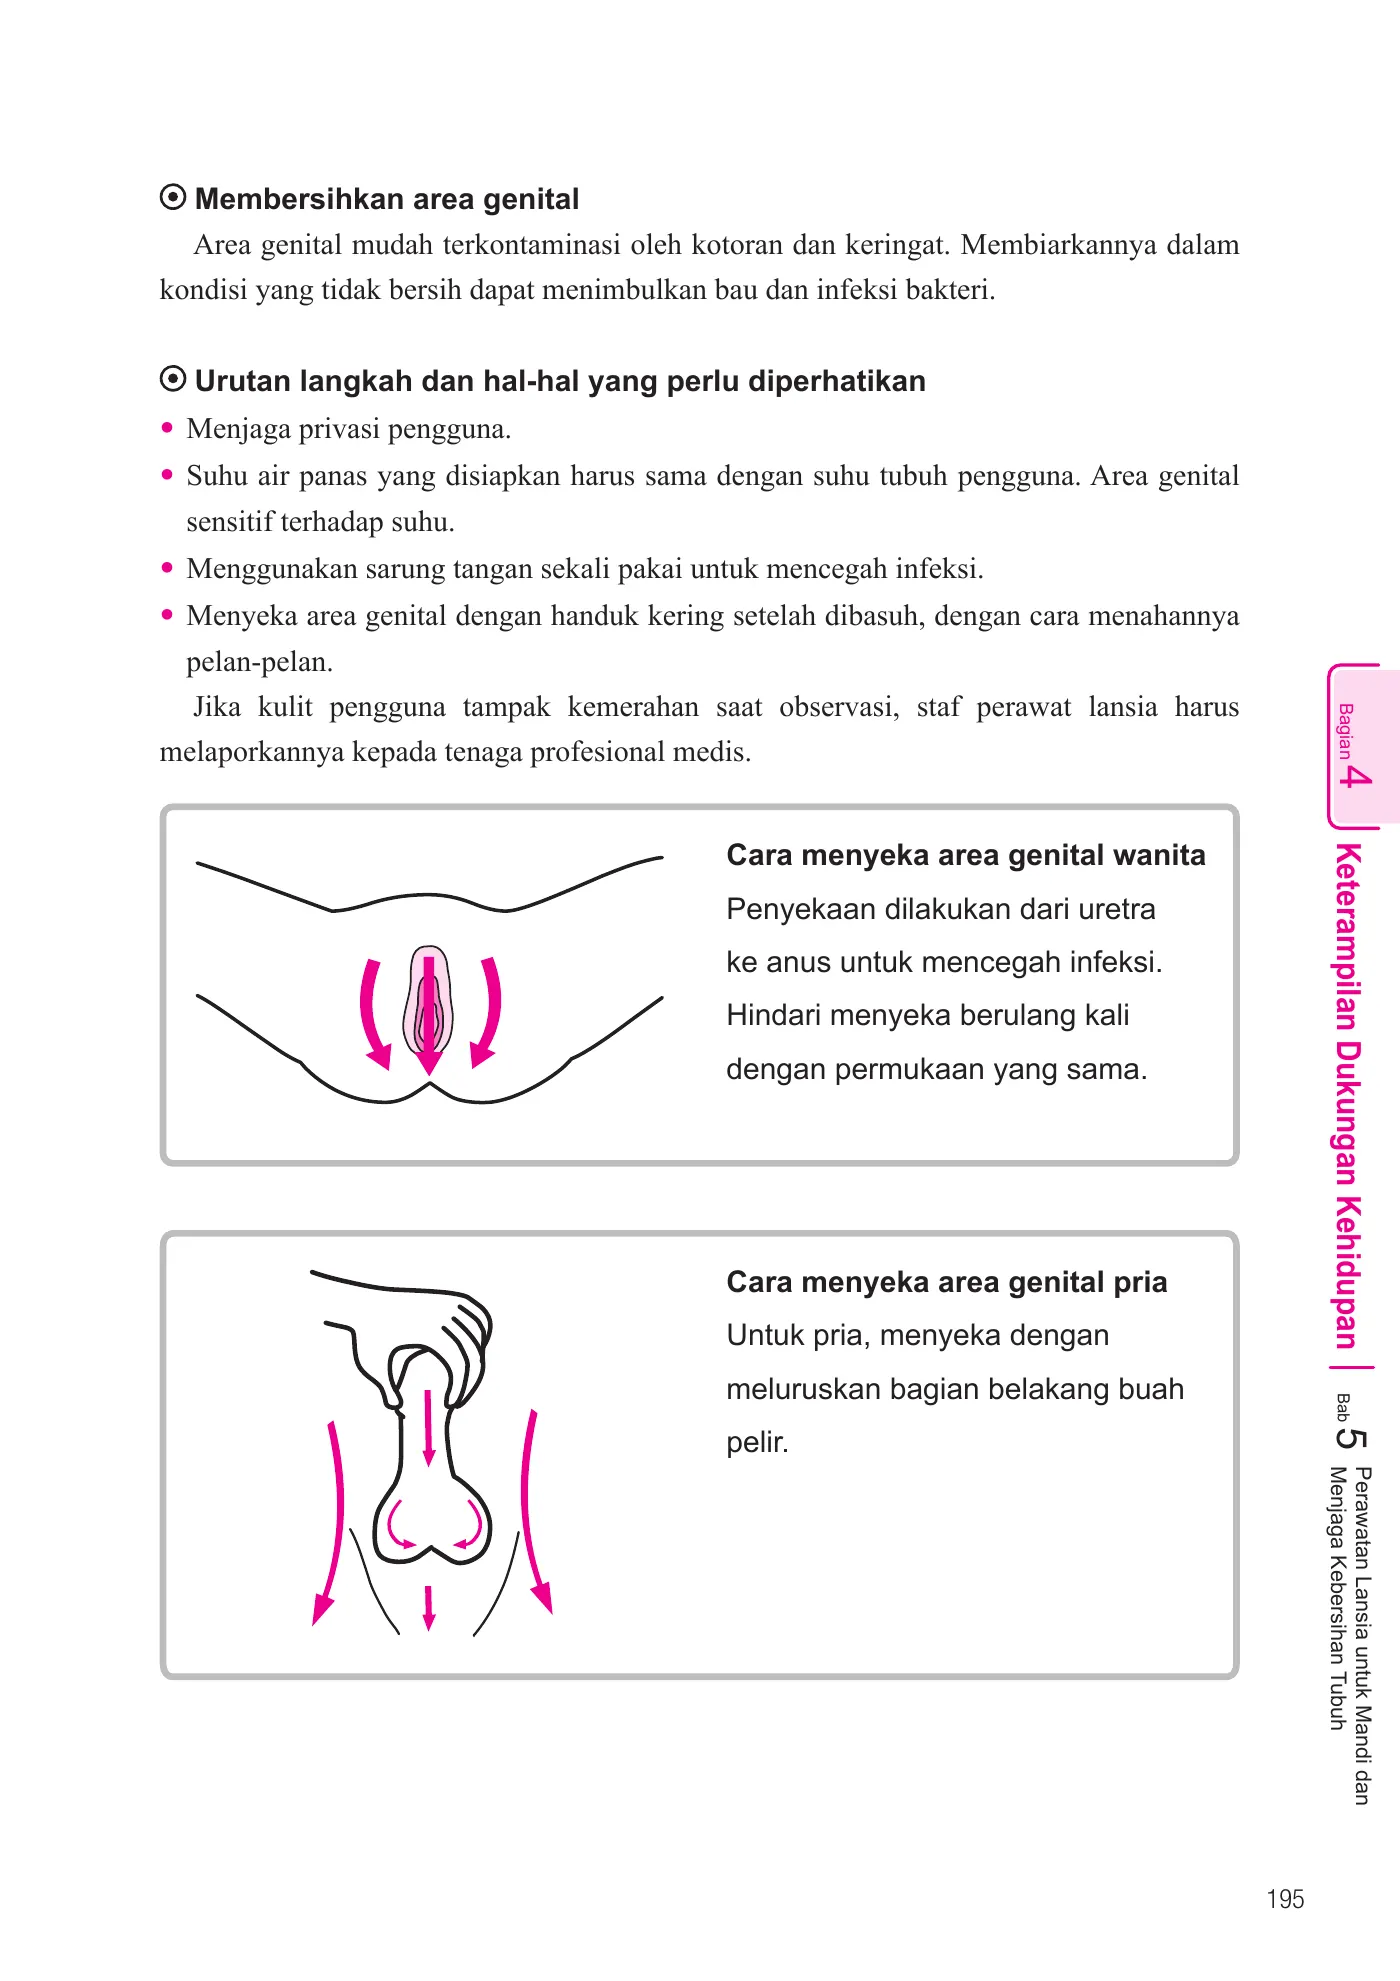 Membersihkan area genital
Area genital mudah terkontaminasi oleh kotoran dan keringat. Membiarkannya dalam
kondisi yang tidak bersih dapat menimbulkan bau dan infeksi bakteri.
Urutan langkah dan hal-hal yang perlu diperhatikan
• Menjaga privasi pengguna.
• Suhu air panas yang disiapkan harus sama dengan suhu tubuh pengguna. Area genital
sensitif terhadap suhu.
• Menggunakan sarung tangan sekali pakai untuk mencegah infeksi.
• Menyeka area genital dengan handuk kering setelah dibasuh, dengan cara menahannya
pelan-pelan.
Jika kulit pengguna tampak kemerahan saat observasi, staf perawat lansia harus
melaporkannya kepada tenaga profesional medis.
Cara menyeka area genital wanita
Penyekaan dilakukan dari uretra
ke anus untuk mencegah infeksi.
Hindari menyeka berulang kali
dengan permukaan yang sama.
Cara menyeka area genital pria
Untuk pria, menyeka dengan
meluruskan bagian belakang buah
pelir.
Bagian 4
Keterampilan Dukungan Kehidupan
Bab 5
Perawatan Lansia untuk Mandi dan
Menjaga Kebersihan Tubuh
195